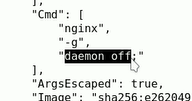 "Cmd": [
"nginx",
"-g",
"daemon off;"
],
"ArgsEscaped": true,
"Image": "sha256:e262049